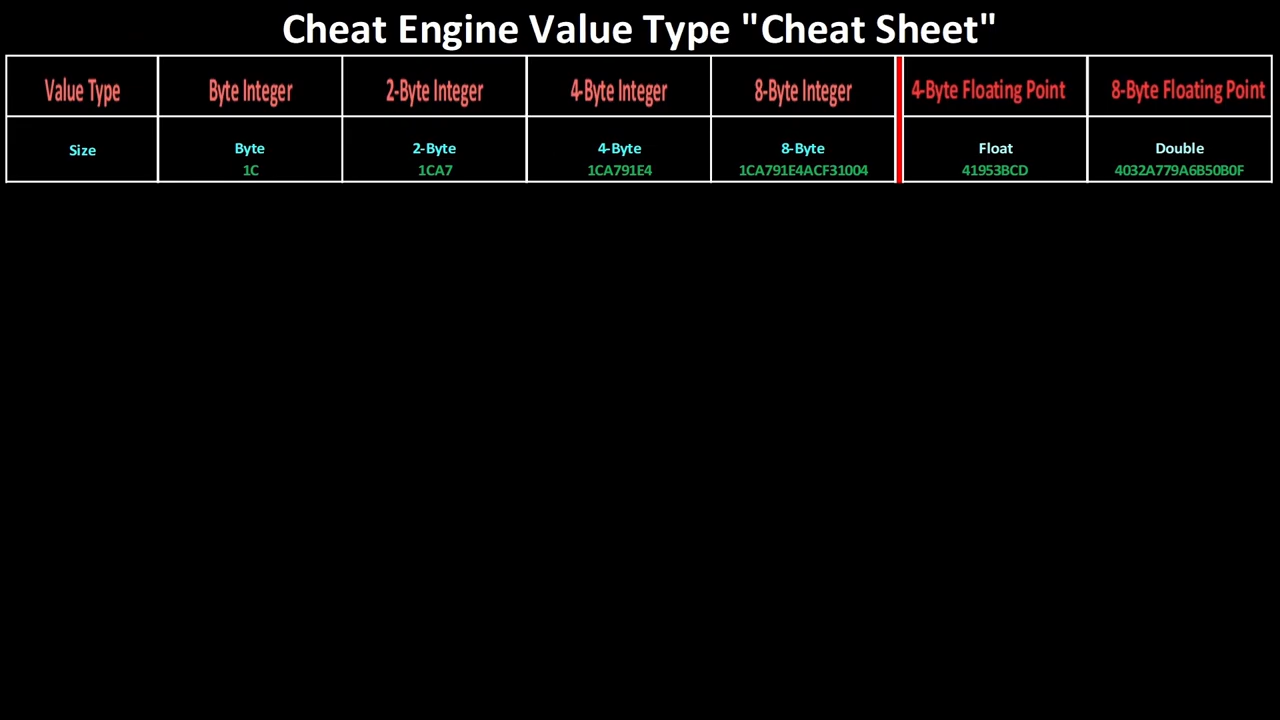 Cheat Engine Value Type "Cheat Sheet"
Value Type Byte Integer 2-Byte Integer 4-Byte Integer 8-Byte Integer 4-Byte Floating Point 8-Byte Floating Point
Size Byte 2-Byte 4-Byte 8-Byte Float Double
1C 1CA7 1CA791E4 1CA791E4ACF31004 41953BCD 4032A779A6B50B0F